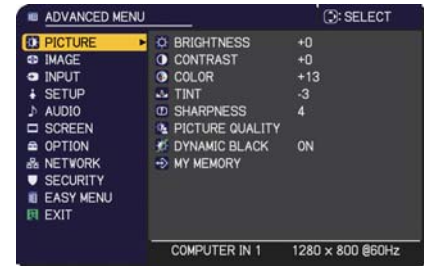 ADVANCED MENU : SELECT
PICTURE BRIGHTNESS +0
IMAGE CONTRAST +0
INPUT COLOR +13
SETUP TINT -3
AUDIO SHARPNESS 4
SCREEN PICTURE QUALITY
OPTION DYNAMIC BLACK ON
NETWORK MY MEMORY
SECURITY
EASY MENU
EXIT
COMPUTER IN 1 1280 x 800 @60Hz